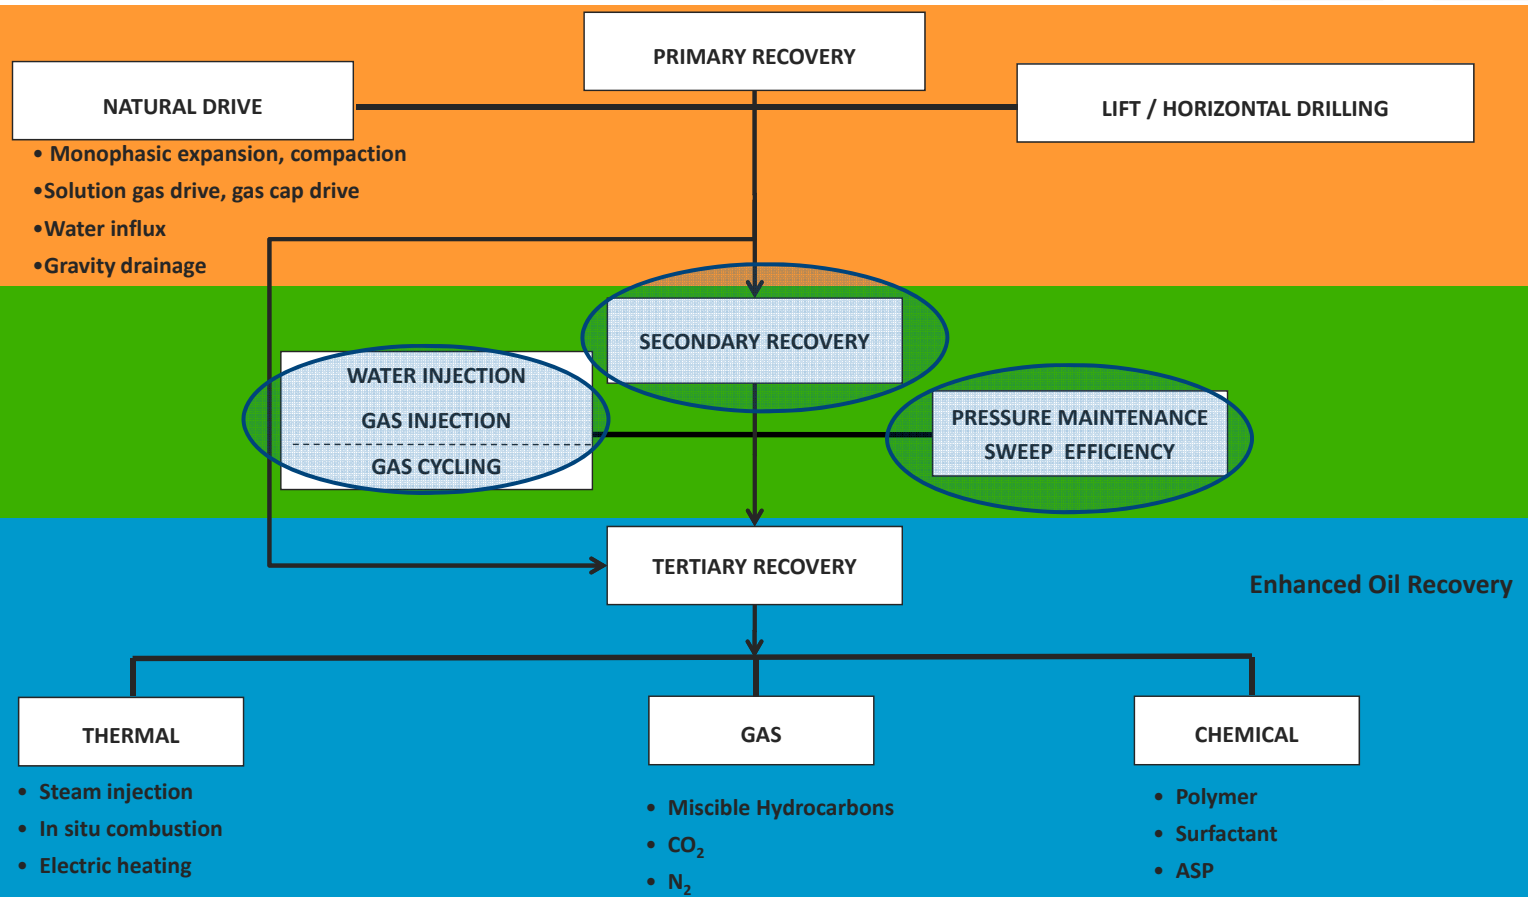 PRIMARY RECOVERY
NATURAL DRIVE
LIFT / HORIZONTAL DRILLING
• Monophasic expansion, compaction
•Solution gas drive, gas cap drive
•Water influx
•Gravity drainage
SECONDARY RECOVERY
WATER INJECTION
GAS INJECTION
GAS CYCLING
PRESSURE MAINTENANCE
SWEEP EFFICIENCY
TERTIARY RECOVERY
Enhanced Oil Recovery
THERMAL
• Steam injection
• In situ combustion
• Electric heating
GAS
• Miscible Hydrocarbons
• CO₂
• N₂
CHEMICAL
• Polymer
• Surfactant
• ASP